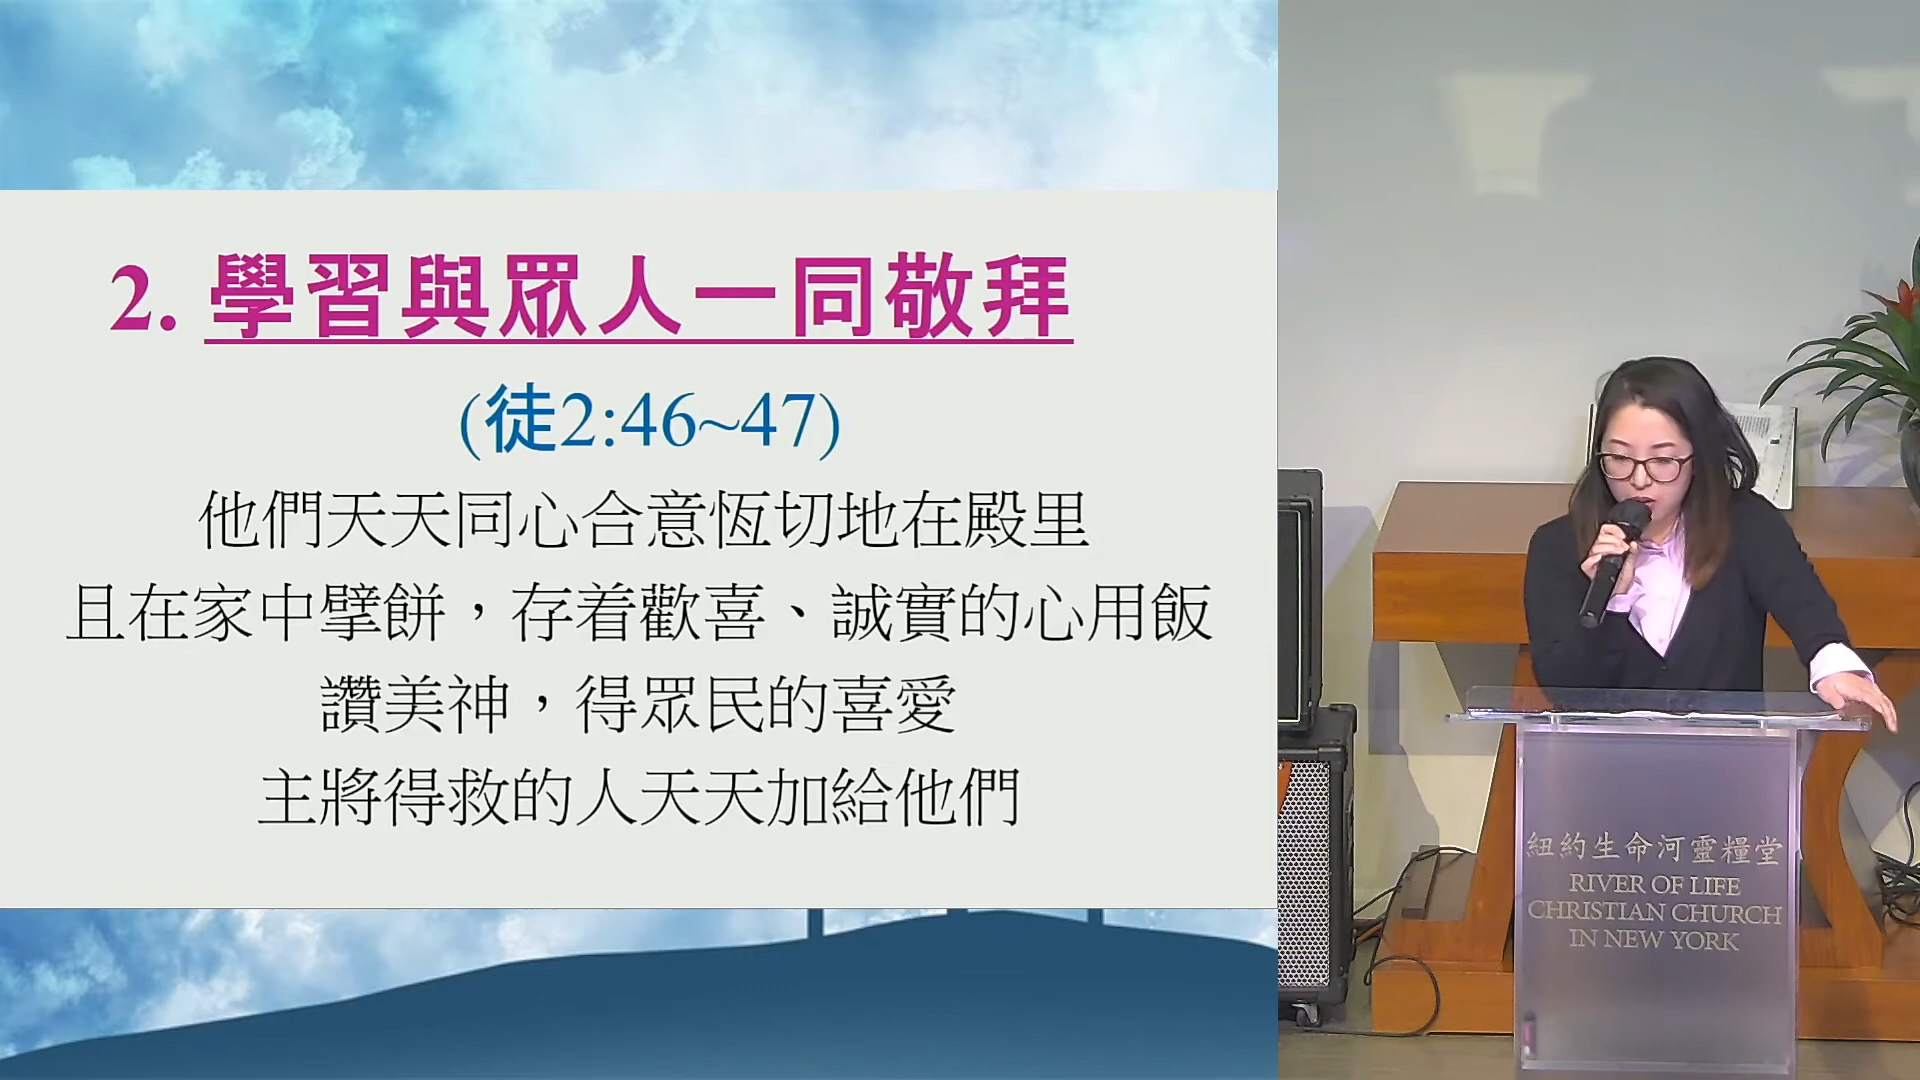 2. 學習與眾人一同敬拜
(徒2:46~47)
他們天天同心合意恆切地在殿里
且在家中擘餅，存着歡喜、誠實的心用飯
讚美神，得眾民的喜愛
主將得救的人天天加給他們
紐約生命河靈糧堂
RIVER OF LIFE
CHRISTIAN CHURCH
IN NEW YORK